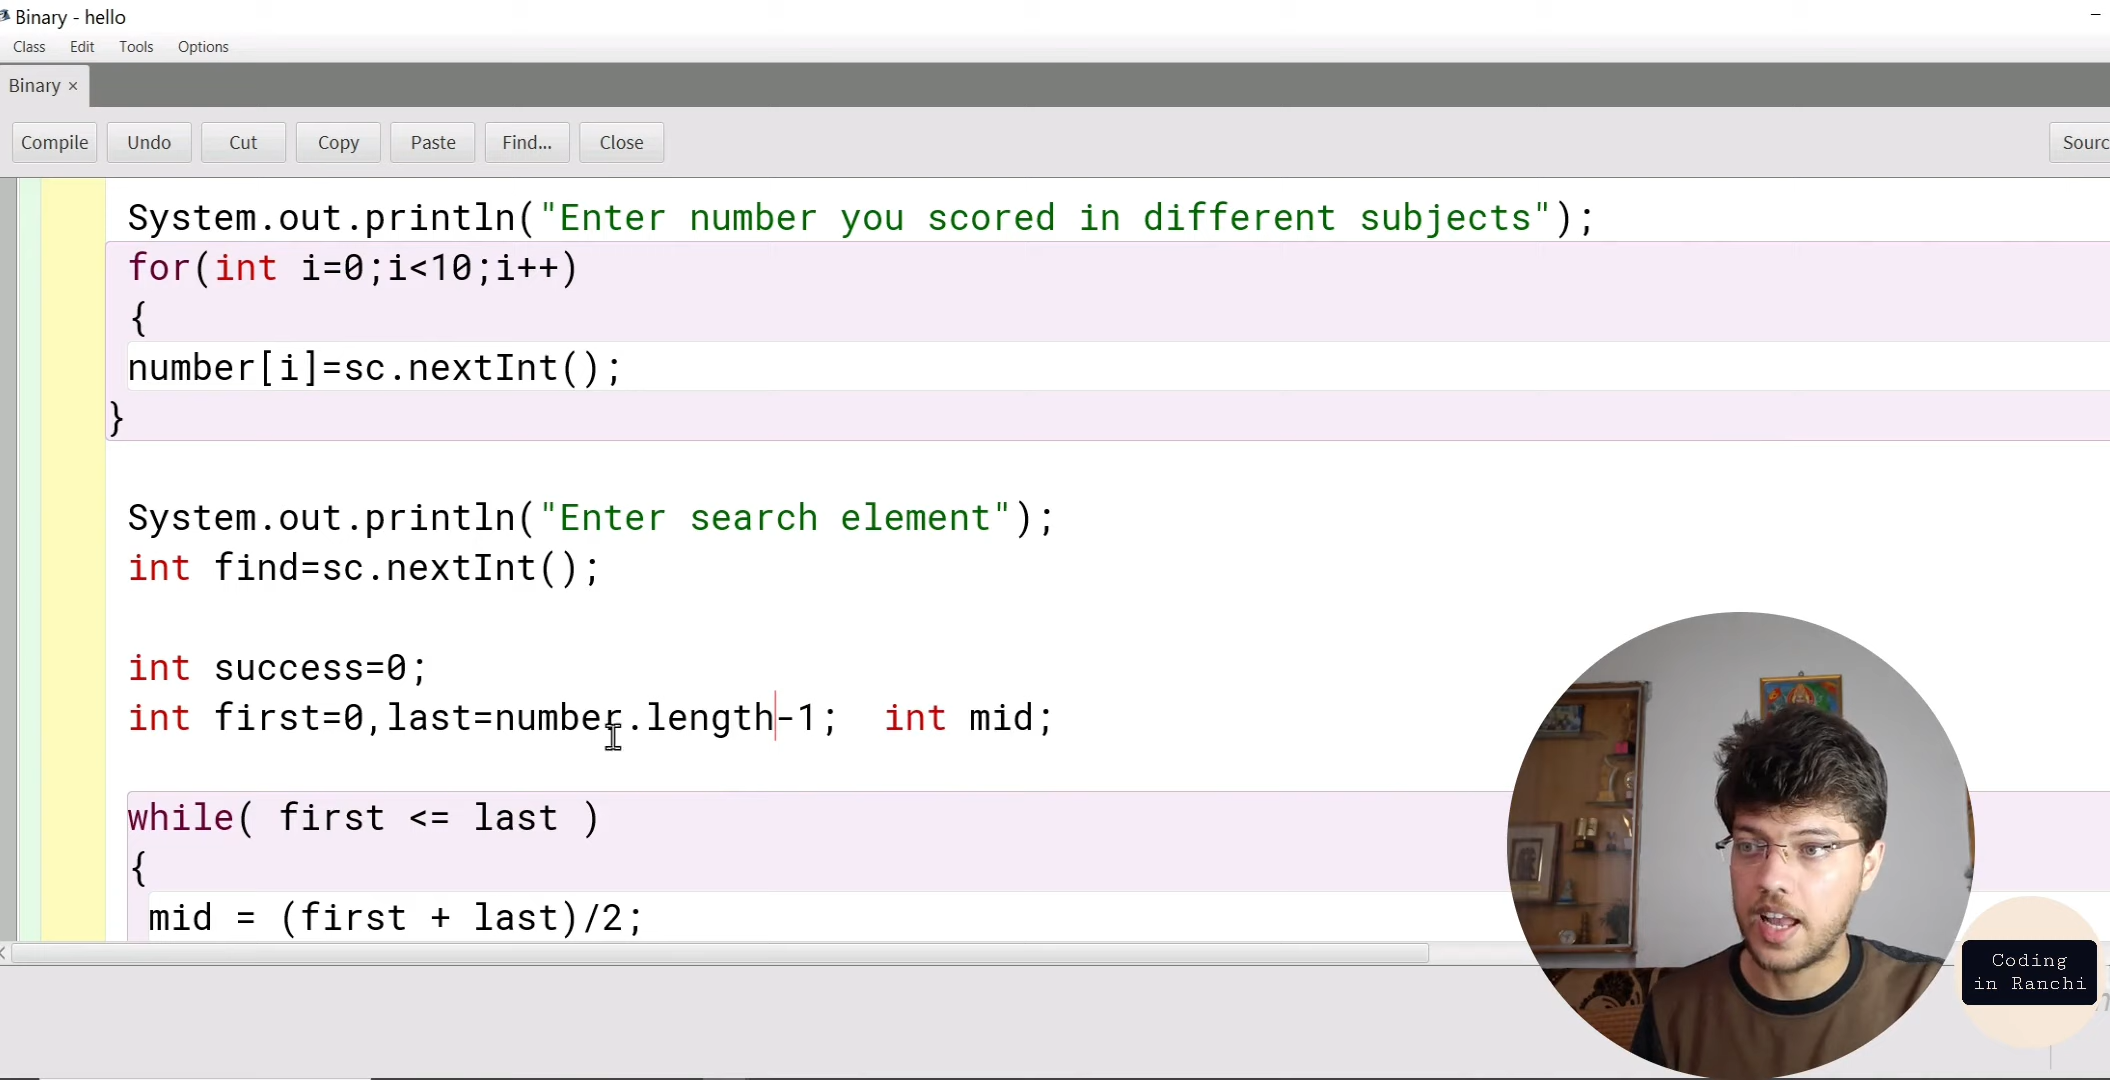 Binary - hello
Class Edit Tools Options
Binary ×
Compile Undo Cut Copy Paste Find... Close Sourc
System.out.println("Enter number you scored in different subjects");
for(int i=0;i<10;i++)
{
number[i]=sc.nextInt();
}
System.out.println("Enter search element");
int find=sc.nextInt();
int success=0;
int first=0,last=number.length-1;  int mid;
while( first <= last )
{
mid = (first + last)/2;
Coding
in Ranchi